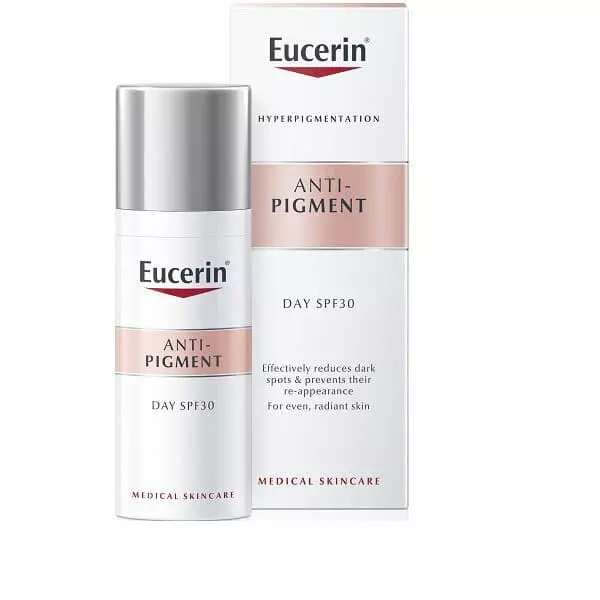 Eucerin®
HYPERPIGMENTATION
ANTI-
PIGMENT
DAY SPF30
Effectively reduces dark
spots & prevents their
re-appearance
For even, radiant skin
MEDICAL SKINCARE
Eucerin®
ANTI-
PIGMENT
DAY SPF30
MEDICAL SKINCARE